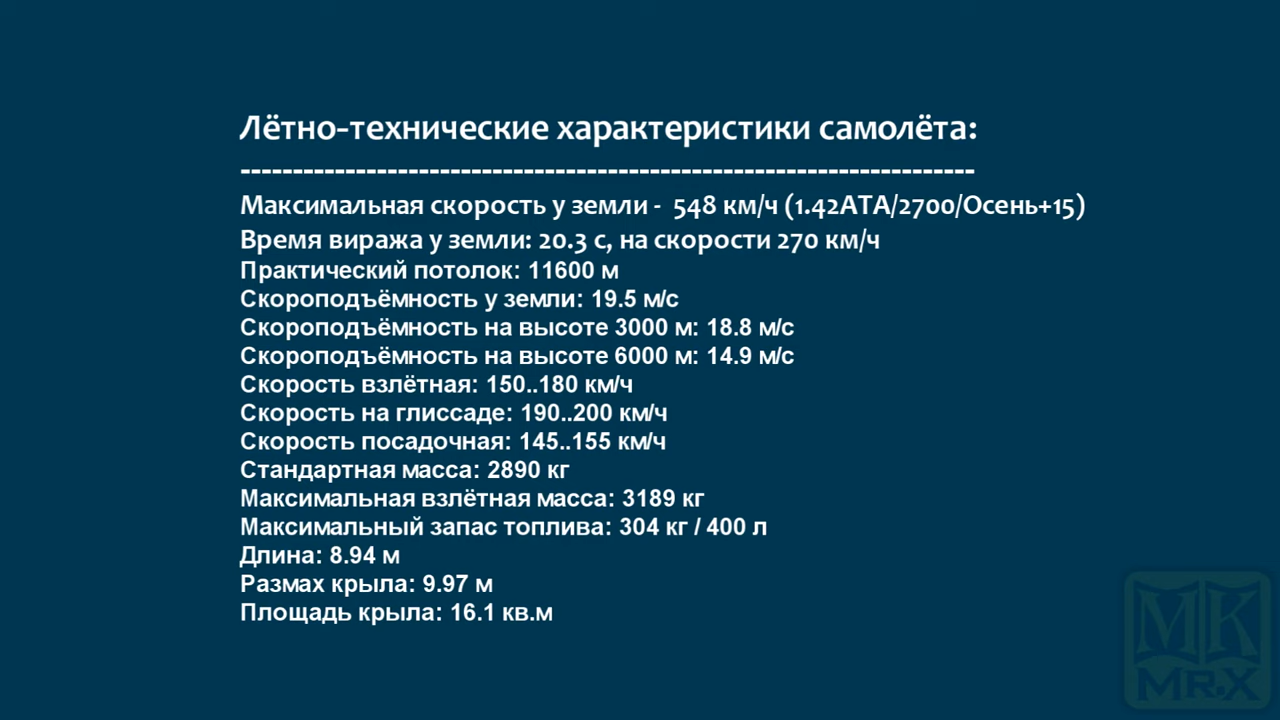 Лётно-технические характеристики самолёта:
----------------------------------------------------------------------
Максимальная скорость у земли - 548 км/ч (1.42АТА/2700/Осень+15)
Время виража у земли: 20.3 с, на скорости 270 км/ч
Практический потолок: 11600 м
Скороподъёмность у земли: 19.5 м/с
Скороподъёмность на высоте 3000 м: 18.8 м/с
Скороподъёмность на высоте 6000 м: 14.9 м/с
Скорость взлётная: 150..180 км/ч
Скорость на глиссаде: 190..200 км/ч
Скорость посадочная: 145..155 км/ч
Стандартная масса: 2890 кг
Максимальная взлётная масса: 3189 кг
Максимальный запас топлива: 304 кг / 400 л
Длина: 8.94 м
Размах крыла: 9.97 м
Площадь крыла: 16.1 кв.м
MK
MRX